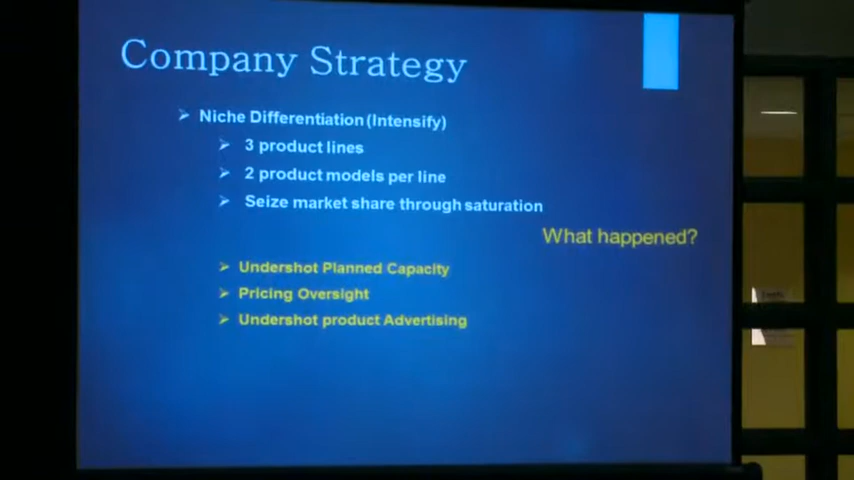 Company Strategy
Niche Differentiation (Intensify)
3 product lines
2 product models per line
Seize market share through saturation
What happened?
Undershot Planned Capacity
Pricing Oversight
Undershot product Advertising